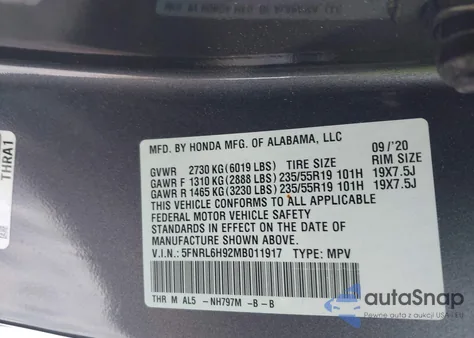 MFD. BY HONDA MFG. OF ALABAMA, LLC 09/'20
GVWR 2730 KG(6019 LBS) TIRE SIZE RIM SIZE
GAWR F 1310 KG(2888 LBS) 235/55R19 101H 19X7.5J
GAWR R 1465 KG(3230 LBS) 235/55R19 101H 19X7.5J
THIS VEHICLE CONFORMS TO ALL APPLICABLE
FEDERAL MOTOR VEHICLE SAFETY
STANDARDS IN EFFECT ON THE DATE OF
MANUFACTURE SHOWN ABOVE.
V.I.N.: 5FNRL6H92MB011917 TYPE: MPV
THR M AL5 -NH797M -B-B
THRA1
autoSnap